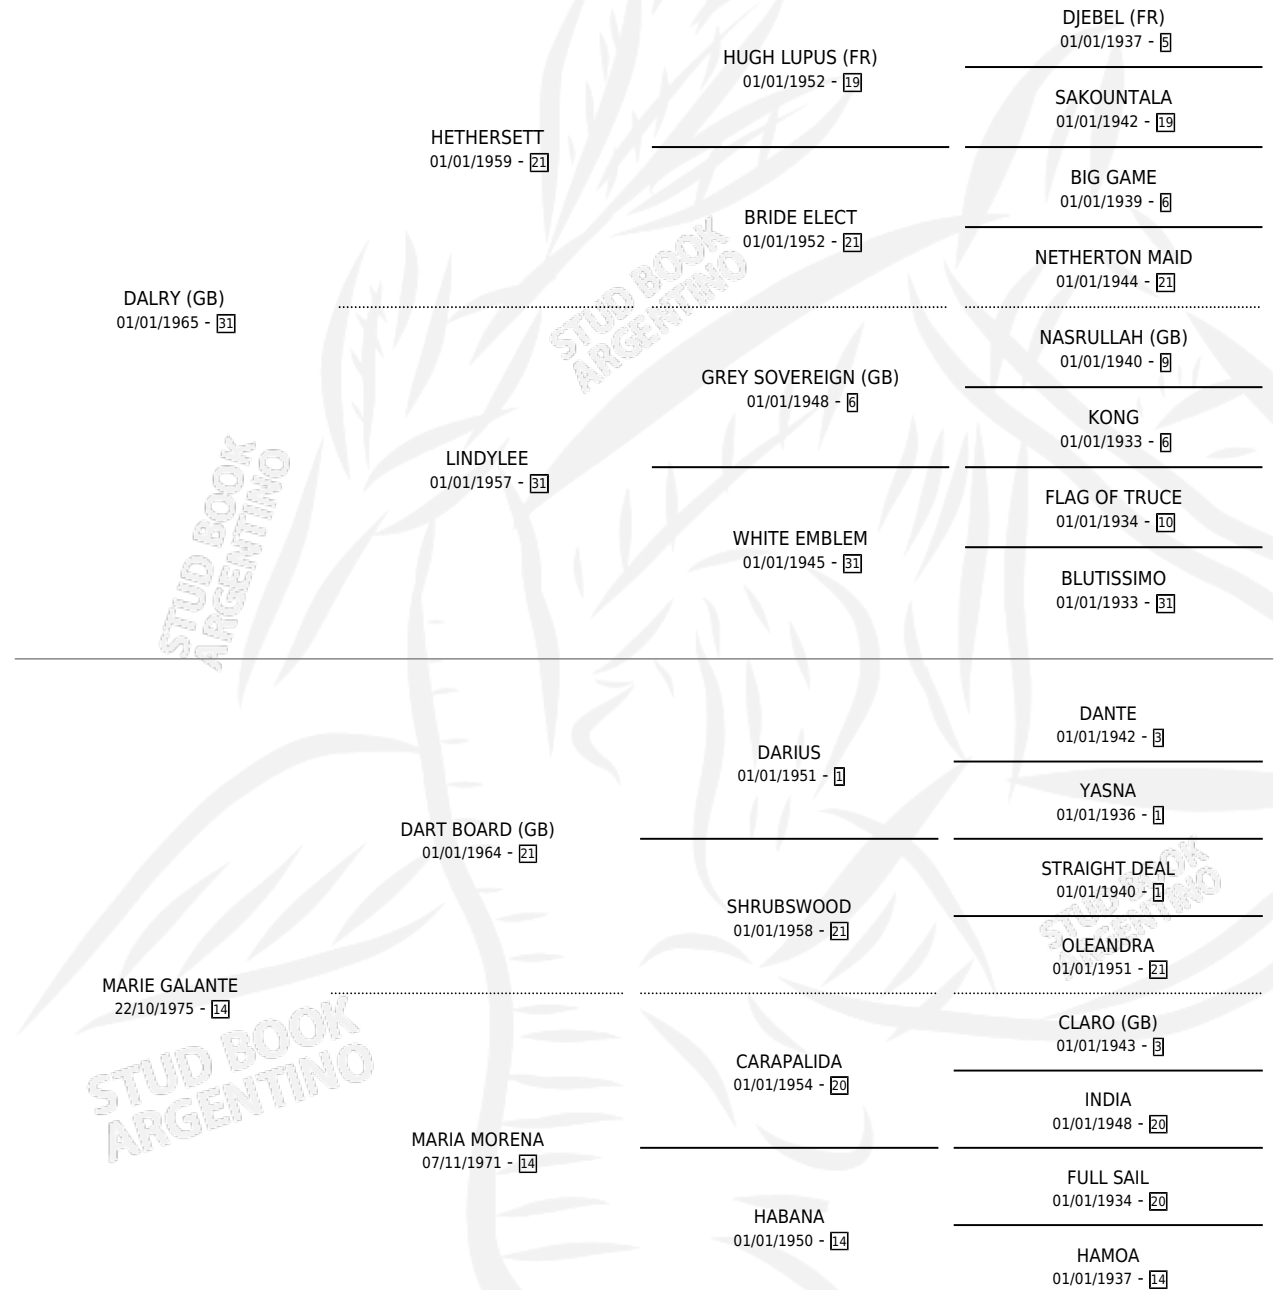 DALRY (GB)
01/01/1965 - 31
HETHERSETT
01/01/1959 - 21
LINDYLEE
01/01/1957 - 31
HUGH LUPUS (FR)
01/01/1952 - 19
BRIDE ELECT
01/01/1952 - 21
GREY SOVEREIGN (GB)
01/01/1948 - 6
WHITE EMBLEM
01/01/1945 - 31
DJEBEL (FR)
01/01/1937 - 5
SAKOUNTALA
01/01/1942 - 19
BIG GAME
01/01/1939 - 6
NETHERTON MAID
01/01/1944 - 21
NASRULLAH (GB)
01/01/1940 - 9
KONG
01/01/1933 - 6
FLAG OF TRUCE
01/01/1934 - 10
BLUTISSIMO
01/01/1933 - 31
MARIE GALANTE
22/10/1975 - 14
DART BOARD (GB)
01/01/1964 - 21
MARIA MORENA
07/11/1971 - 14
DARIUS
01/01/1951 - 1
SHRUBSWOOD
01/01/1958 - 21
CARAPALIDA
01/01/1954 - 20
HABANA
01/01/1950 - 14
DANTE
01/01/1942 - 3
YASNA
01/01/1936 - 1
STRAIGHT DEAL
01/01/1940 - 1
OLEANDRA
01/01/1951 - 21
CLARO (GB)
01/01/1943 - 3
INDIA
01/01/1948 - 20
FULL SAIL
01/01/1934 - 20
HAMOA
01/01/1937 - 14
STUD BOOK
ARGENTINO
STUD BOOK
ARGENTINO
STUD BOOK
ARGENTINO
STUD BOOK
ARGENTINO